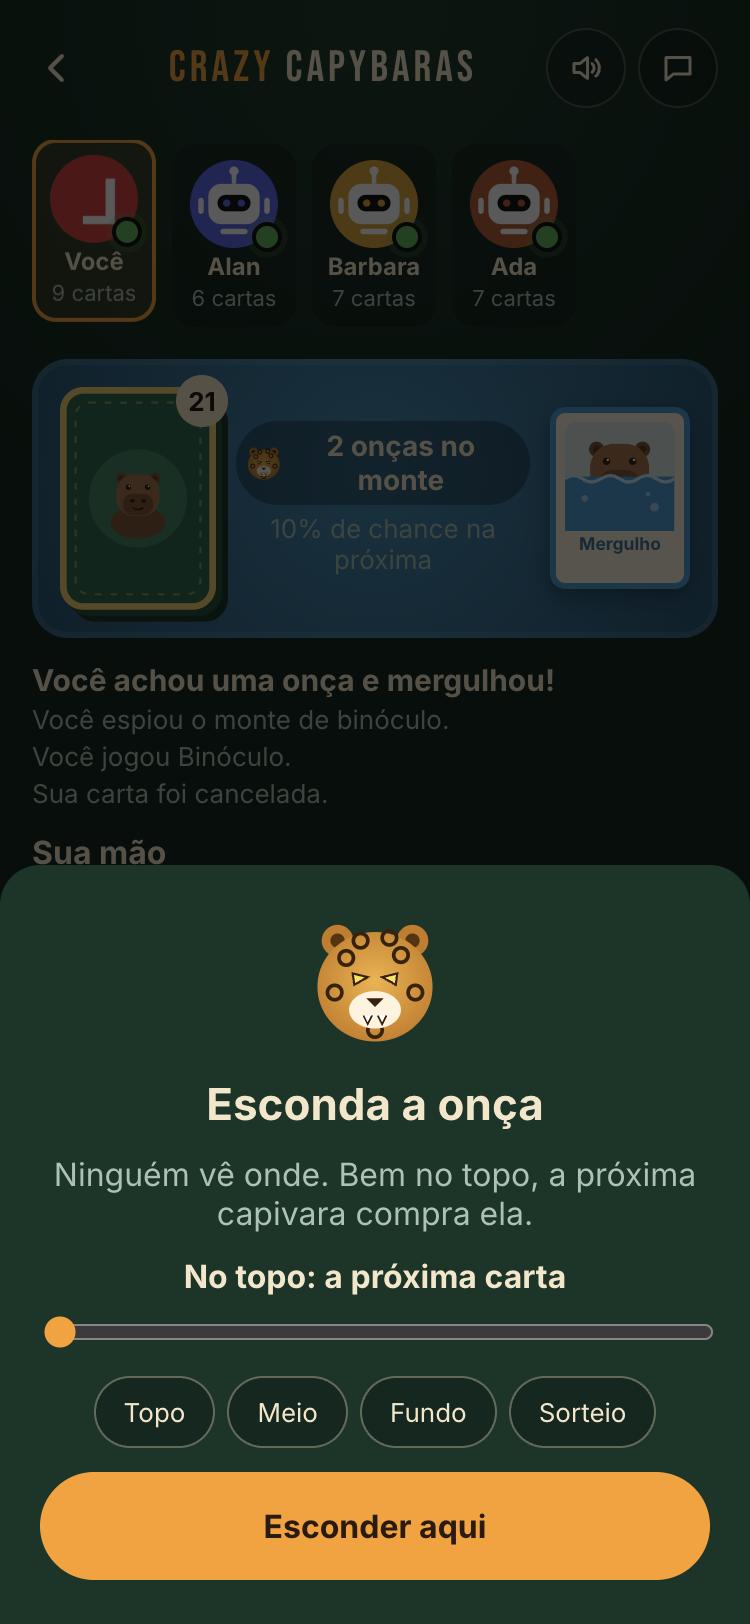 CRAZY CAPYBARAS
Você
9 cartas
Alan
6 cartas
Barbara
7 cartas
Ada
7 cartas
21
2 onças no
monte
10% de chance na
próxima
Mergulho
Você achou uma onça e mergulhou!
Você espiou o monte de binóculo.
Você jogou Binóculo.
Sua carta foi cancelada.
Sua mão
Esconda a onça
Ninguém vê onde. Bem no topo, a próxima
capivara compra ela.
No topo: a próxima carta
Topo
Meio
Fundo
Sorteio
Esconder aqui